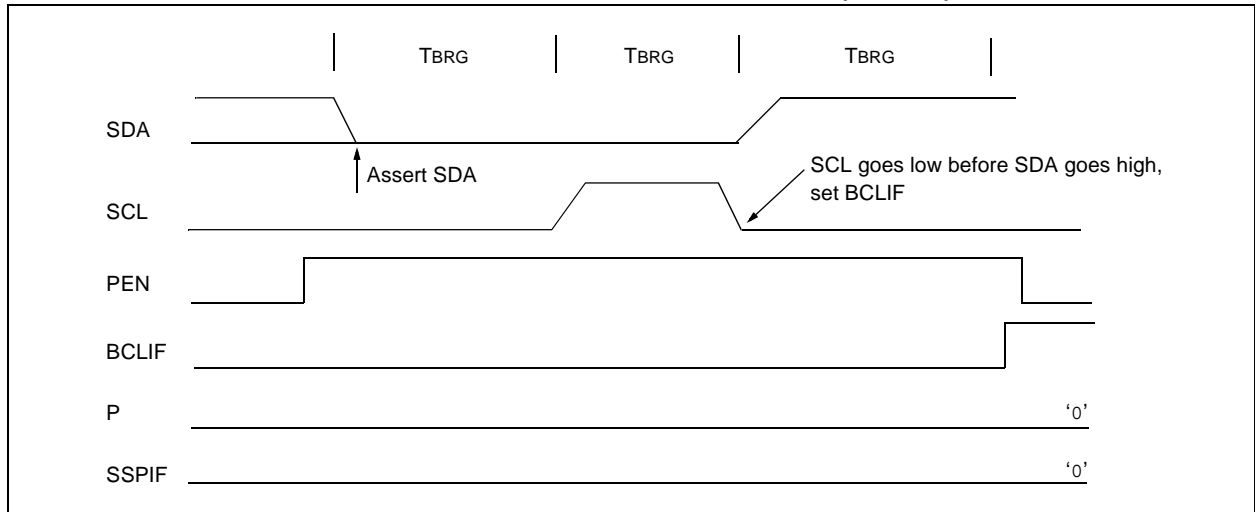 TBRG TBRG TBRG
SDA
Assert SDA
SCL goes low before SDA goes high,
set BCLIF
SCL
PEN
BCLIF
P
‘0’
SSPIF
‘0’